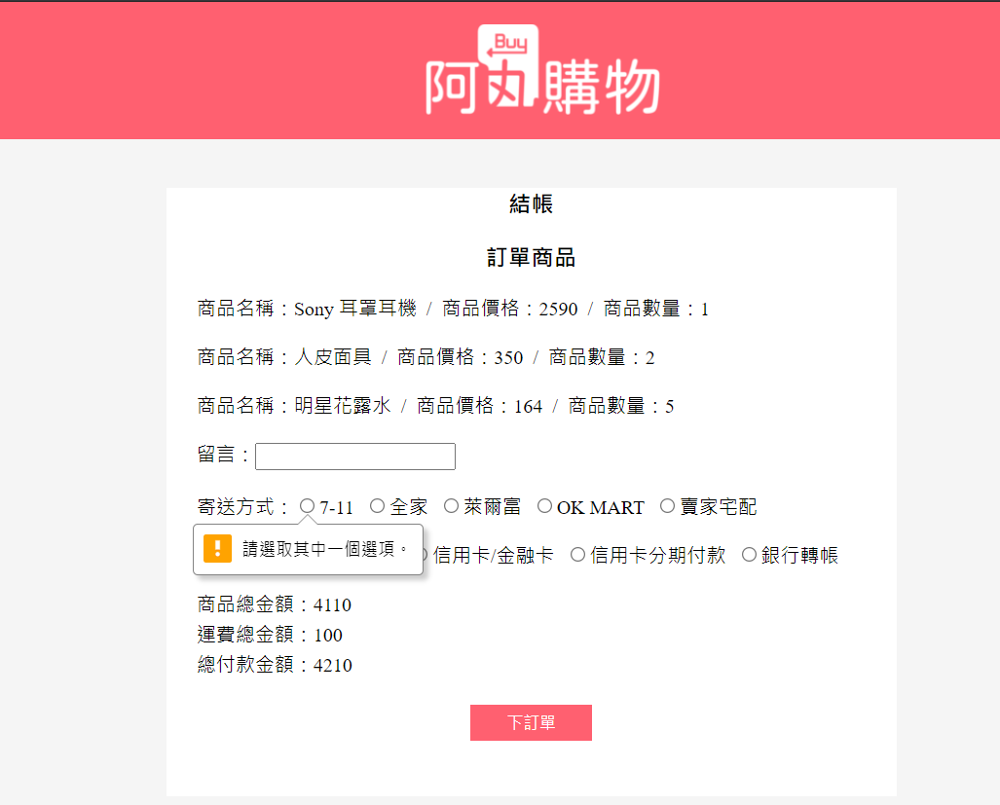 Buy
阿丸購物
結帳
訂單商品
商品名稱：Sony 耳罩耳機 / 商品價格：2590 / 商品數量：1
商品名稱：人皮面具 / 商品價格：350 / 商品數量：2
商品名稱：明星花露水 / 商品價格：164 / 商品數量：5
留言：
寄送方式： 7-11 全家 萊爾富 OK MART 賣家宅配
請選取其中一個選項。
信用卡/金融卡 信用卡分期付款 銀行轉帳
商品總金額：4110
運費總金額：100
總付款金額：4210
下訂單